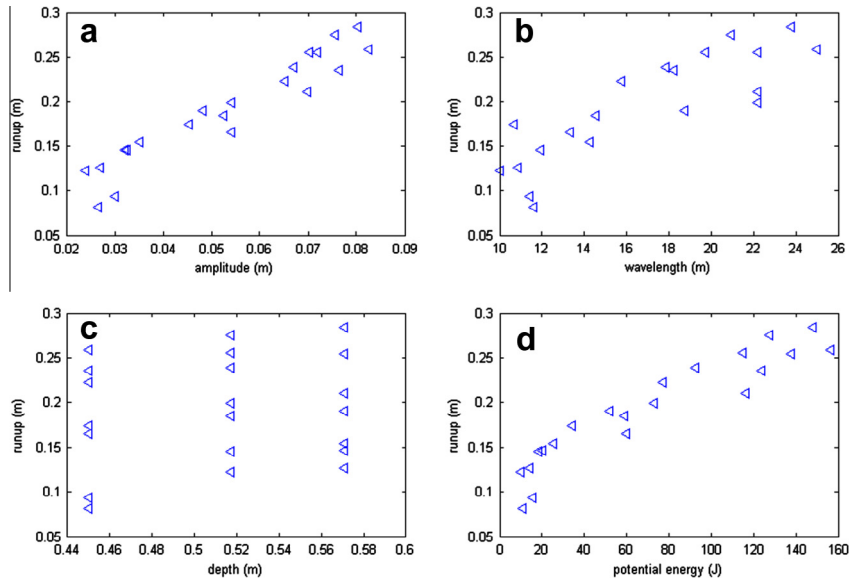 a
0.3
0.25
0.2
0.15
0.1
0.05
runup (m)
0.02 0.03 0.04 0.05 0.06 0.07 0.08 0.09
amplitude (m)
b
0.3
0.25
0.2
0.15
0.1
0.05
runup (m)
10 12 14 16 18 20 22 24 26
wavelength (m)
c
0.3
0.25
0.2
0.15
0.1
0.05
runup (m)
0.44 0.46 0.48 0.5 0.52 0.54 0.56 0.58 0.6
depth (m)
d
0.3
0.25
0.2
0.15
0.1
0.05
runup (m)
0 20 40 60 80 100 120 140 160
potential energy (J)